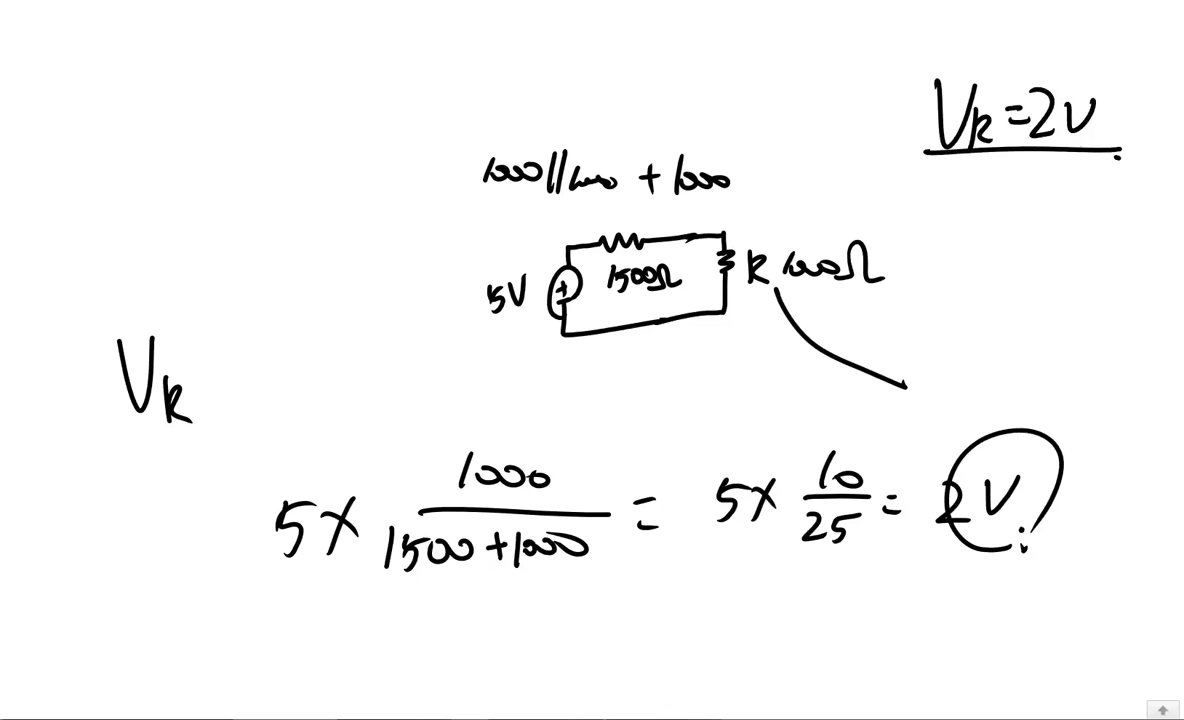 V_R = 2V
1000 // 1000 + 1000
5V + 1500Ω R 1000Ω
V_R
5 × 1000 / (1500 + 1000) = 5 × 10 / 25 = 2V